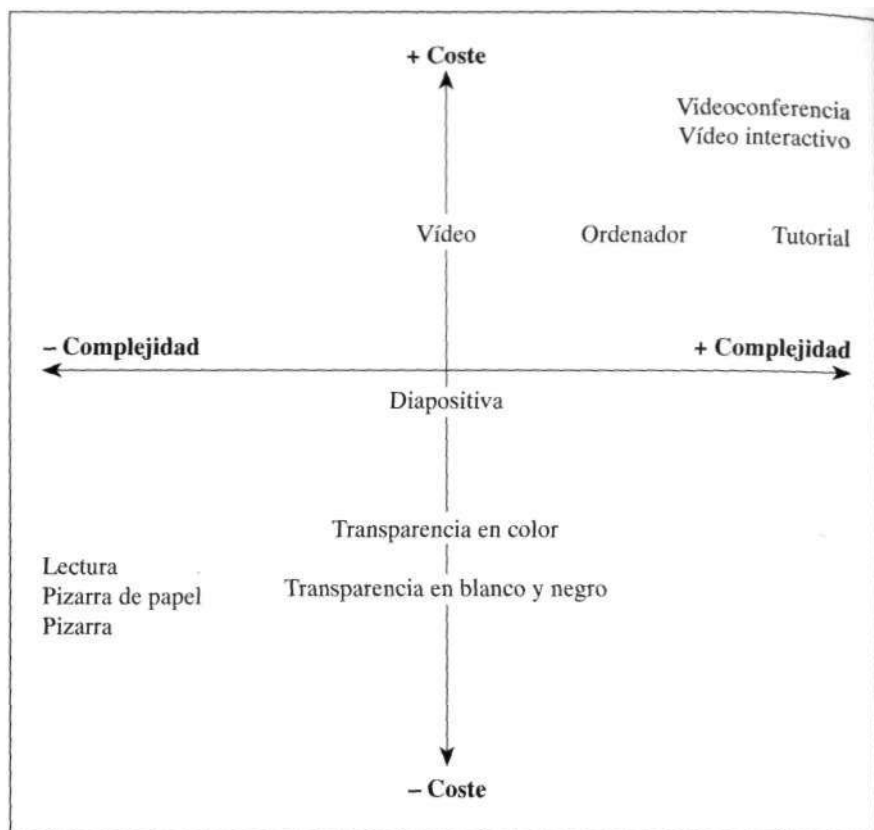 + Coste
Videoconferencia
Vídeo interactivo
Vídeo Ordenador Tutorial
– Complejidad + Complejidad
Diapositiva
Transparencia en color
Lectura
Pizarra de papel Transparencia en blanco y negro
Pizarra
– Coste